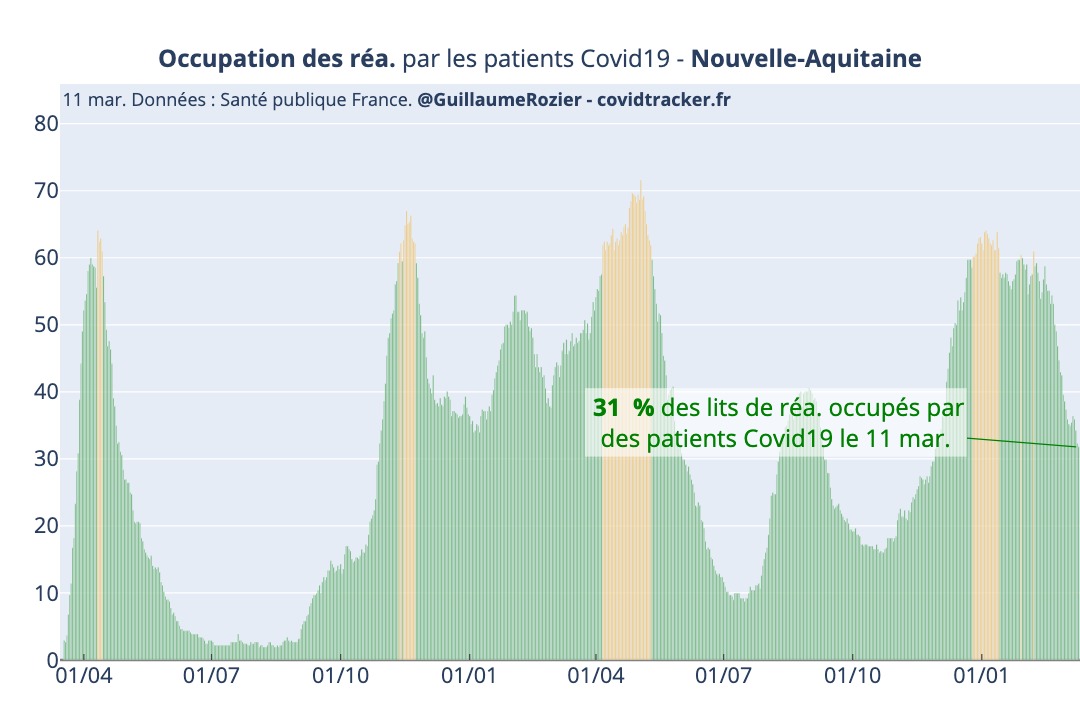 Occupation des réa. par les patients Covid19 - Nouvelle-Aquitaine
11 mar. Données : Santé publique France. @GuillaumeRozier - covidtracker.fr
80
70
60
50
40
30
20
10
0
31 % des lits de réa. occupés par
des patients Covid19 le 11 mar.
01/04 01/07 01/10 01/01 01/04 01/07 01/10 01/01